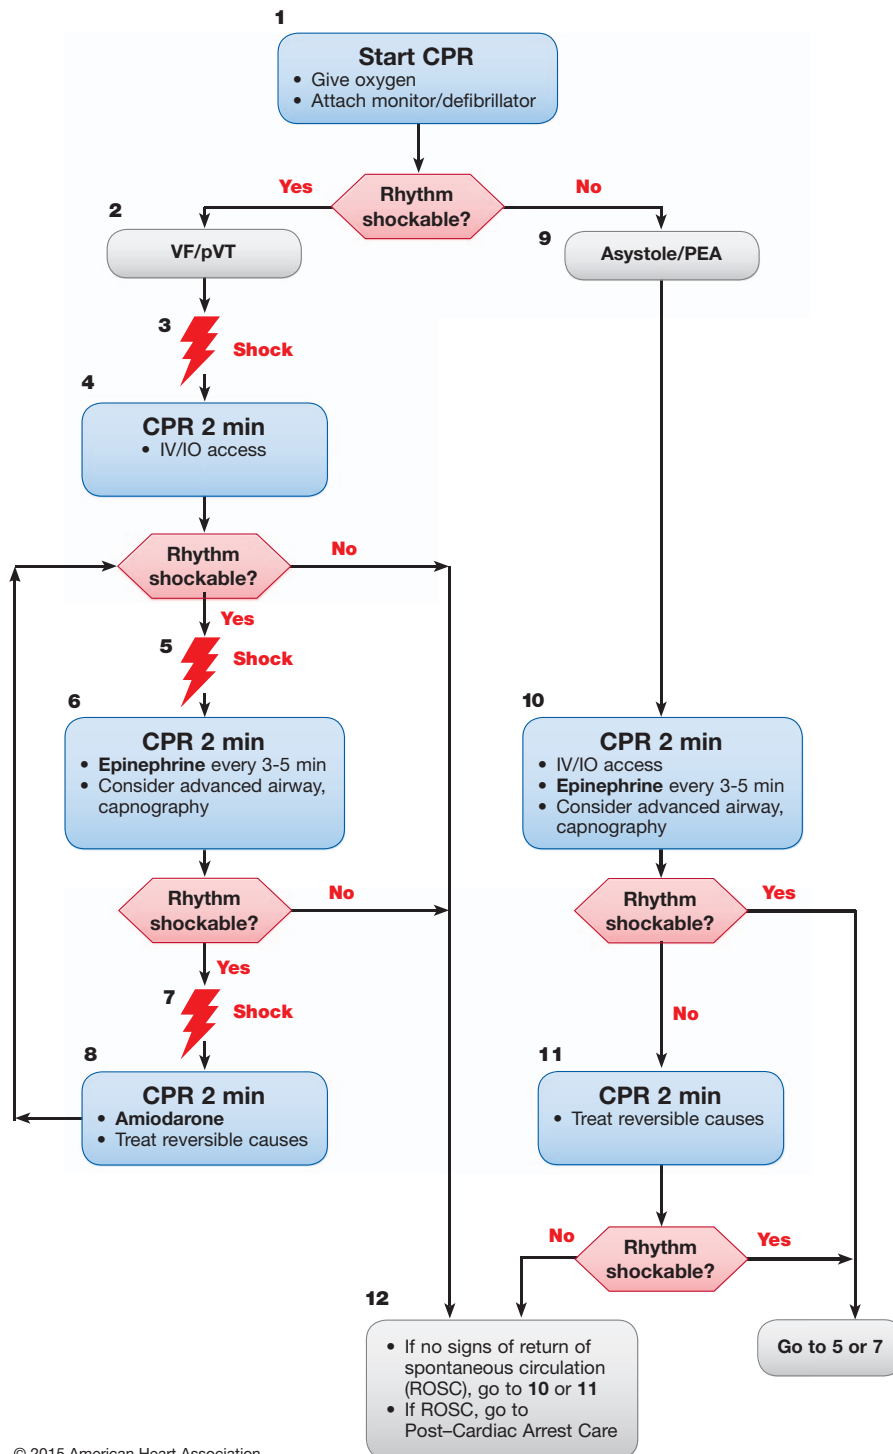 1
Start CPR
• Give oxygen
• Attach monitor/defibrillator
Yes
Rhythm
shockable?
No
2
VF/pVT
9
Asystole/PEA
3
Shock
4
CPR 2 min
• IV/IO access
Rhythm
shockable?
No
Yes
5
Shock
6
CPR 2 min
• Epinephrine every 3-5 min
• Consider advanced airway,
capnography
Rhythm
shockable?
No
Yes
7
Shock
8
CPR 2 min
• Amiodarone
• Treat reversible causes
10
CPR 2 min
• IV/IO access
• Epinephrine every 3-5 min
• Consider advanced airway,
capnography
Rhythm
shockable?
Yes
No
11
CPR 2 min
• Treat reversible causes
No
Rhythm
shockable?
Yes
12
• If no signs of return of
spontaneous circulation
(ROSC), go to 10 or 11
• If ROSC, go to
Post–Cardiac Arrest Care
Go to 5 or 7
© 2015 American Heart Association